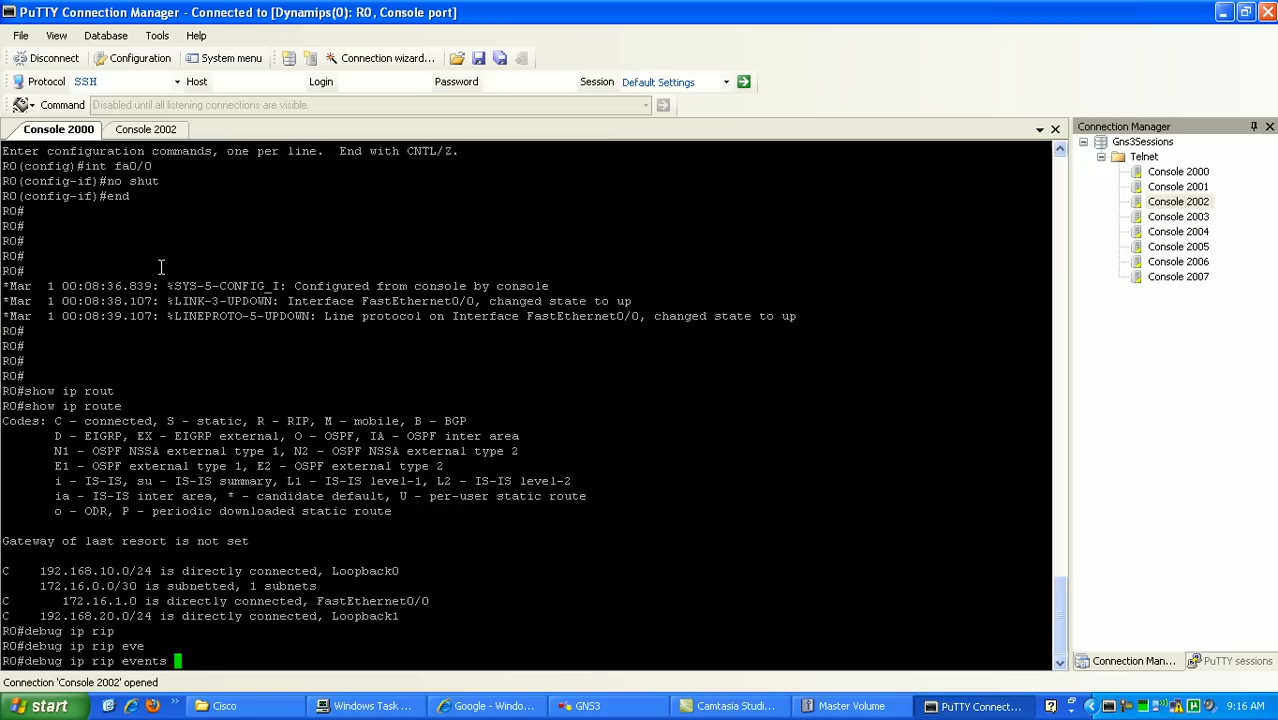 PuTTY Connection Manager - Connected to [Dynamips(0): R0, Console port]
File View Database Tools Help
Disconnect Configuration System menu Connection wizard...
Protocol SSH Host Login Password Session Default Settings
Command Disabled until all listening connections are visible.
Console 2000 Console 2002
Enter configuration commands, one per line.  End with CNTL/Z.
R0(config)#int fa0/0
R0(config-if)#no shut
R0(config-if)#end
R0#
R0#
R0#
R0#
R0#
*Mar  1 00:08:36.839: %SYS-5-CONFIG_I: Configured from console by console
*Mar  1 00:08:38.107: %LINK-3-UPDOWN: Interface FastEthernet0/0, changed state to up
*Mar  1 00:08:39.107: %LINEPROTO-5-UPDOWN: Line protocol on Interface FastEthernet0/0, changed state to up
R0#
R0#
R0#
R0#
R0#show ip rout
R0#show ip route
Codes: C - connected, S - static, R - RIP, M - mobile, B - BGP
D - EIGRP, EX - EIGRP external, O - OSPF, IA - OSPF inter area
N1 - OSPF NSSA external type 1, N2 - OSPF NSSA external type 2
E1 - OSPF external type 1, E2 - OSPF external type 2
i - IS-IS, su - IS-IS summary, L1 - IS-IS level-1, L2 - IS-IS level-2
ia - IS-IS inter area, * - candidate default, U - per-user static route
o - ODR, P - periodic downloaded static route
Gateway of last resort is not set
C    192.168.10.0/24 is directly connected, Loopback0
172.16.0.0/30 is subnetted, 1 subnets
C       172.16.1.0 is directly connected, FastEthernet0/0
C    192.168.20.0/24 is directly connected, Loopback1
R0#debug ip rip
R0#debug ip rip eve
R0#debug ip rip events
Connection Manager
Gns3Sessions
Telnet
Console 2000
Console 2001
Console 2002
Console 2003
Console 2004
Console 2005
Console 2006
Console 2007
Connection Man... PuTTY sessions
Connection 'Console 2002' opened
start Cisco Windows Task ... Google - Windo... GNS3 Camtasia Studi... Master Volume PuTTY Connect... 9:16 AM